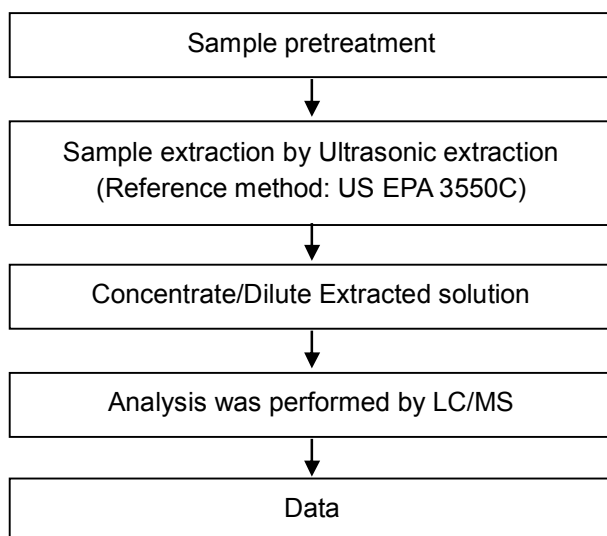 Sample pretreatment
Sample extraction by Ultrasonic extraction
(Reference method: US EPA 3550C)
Concentrate/Dilute Extracted solution
Analysis was performed by LC/MS
Data